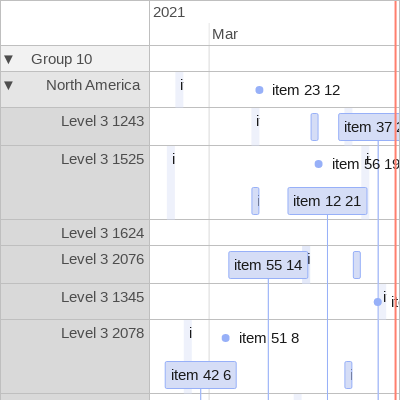 2021
Mar
▼ Group 10
▼ North America i item 23 12
Level 3 1243 i item 37 2
Level 3 1525 i item 56 19 i
i item 12 21
Level 3 1624
Level 3 2076 item 55 14 i
Level 3 1345 i it
Level 3 2078 i item 51 8
item 42 6 i